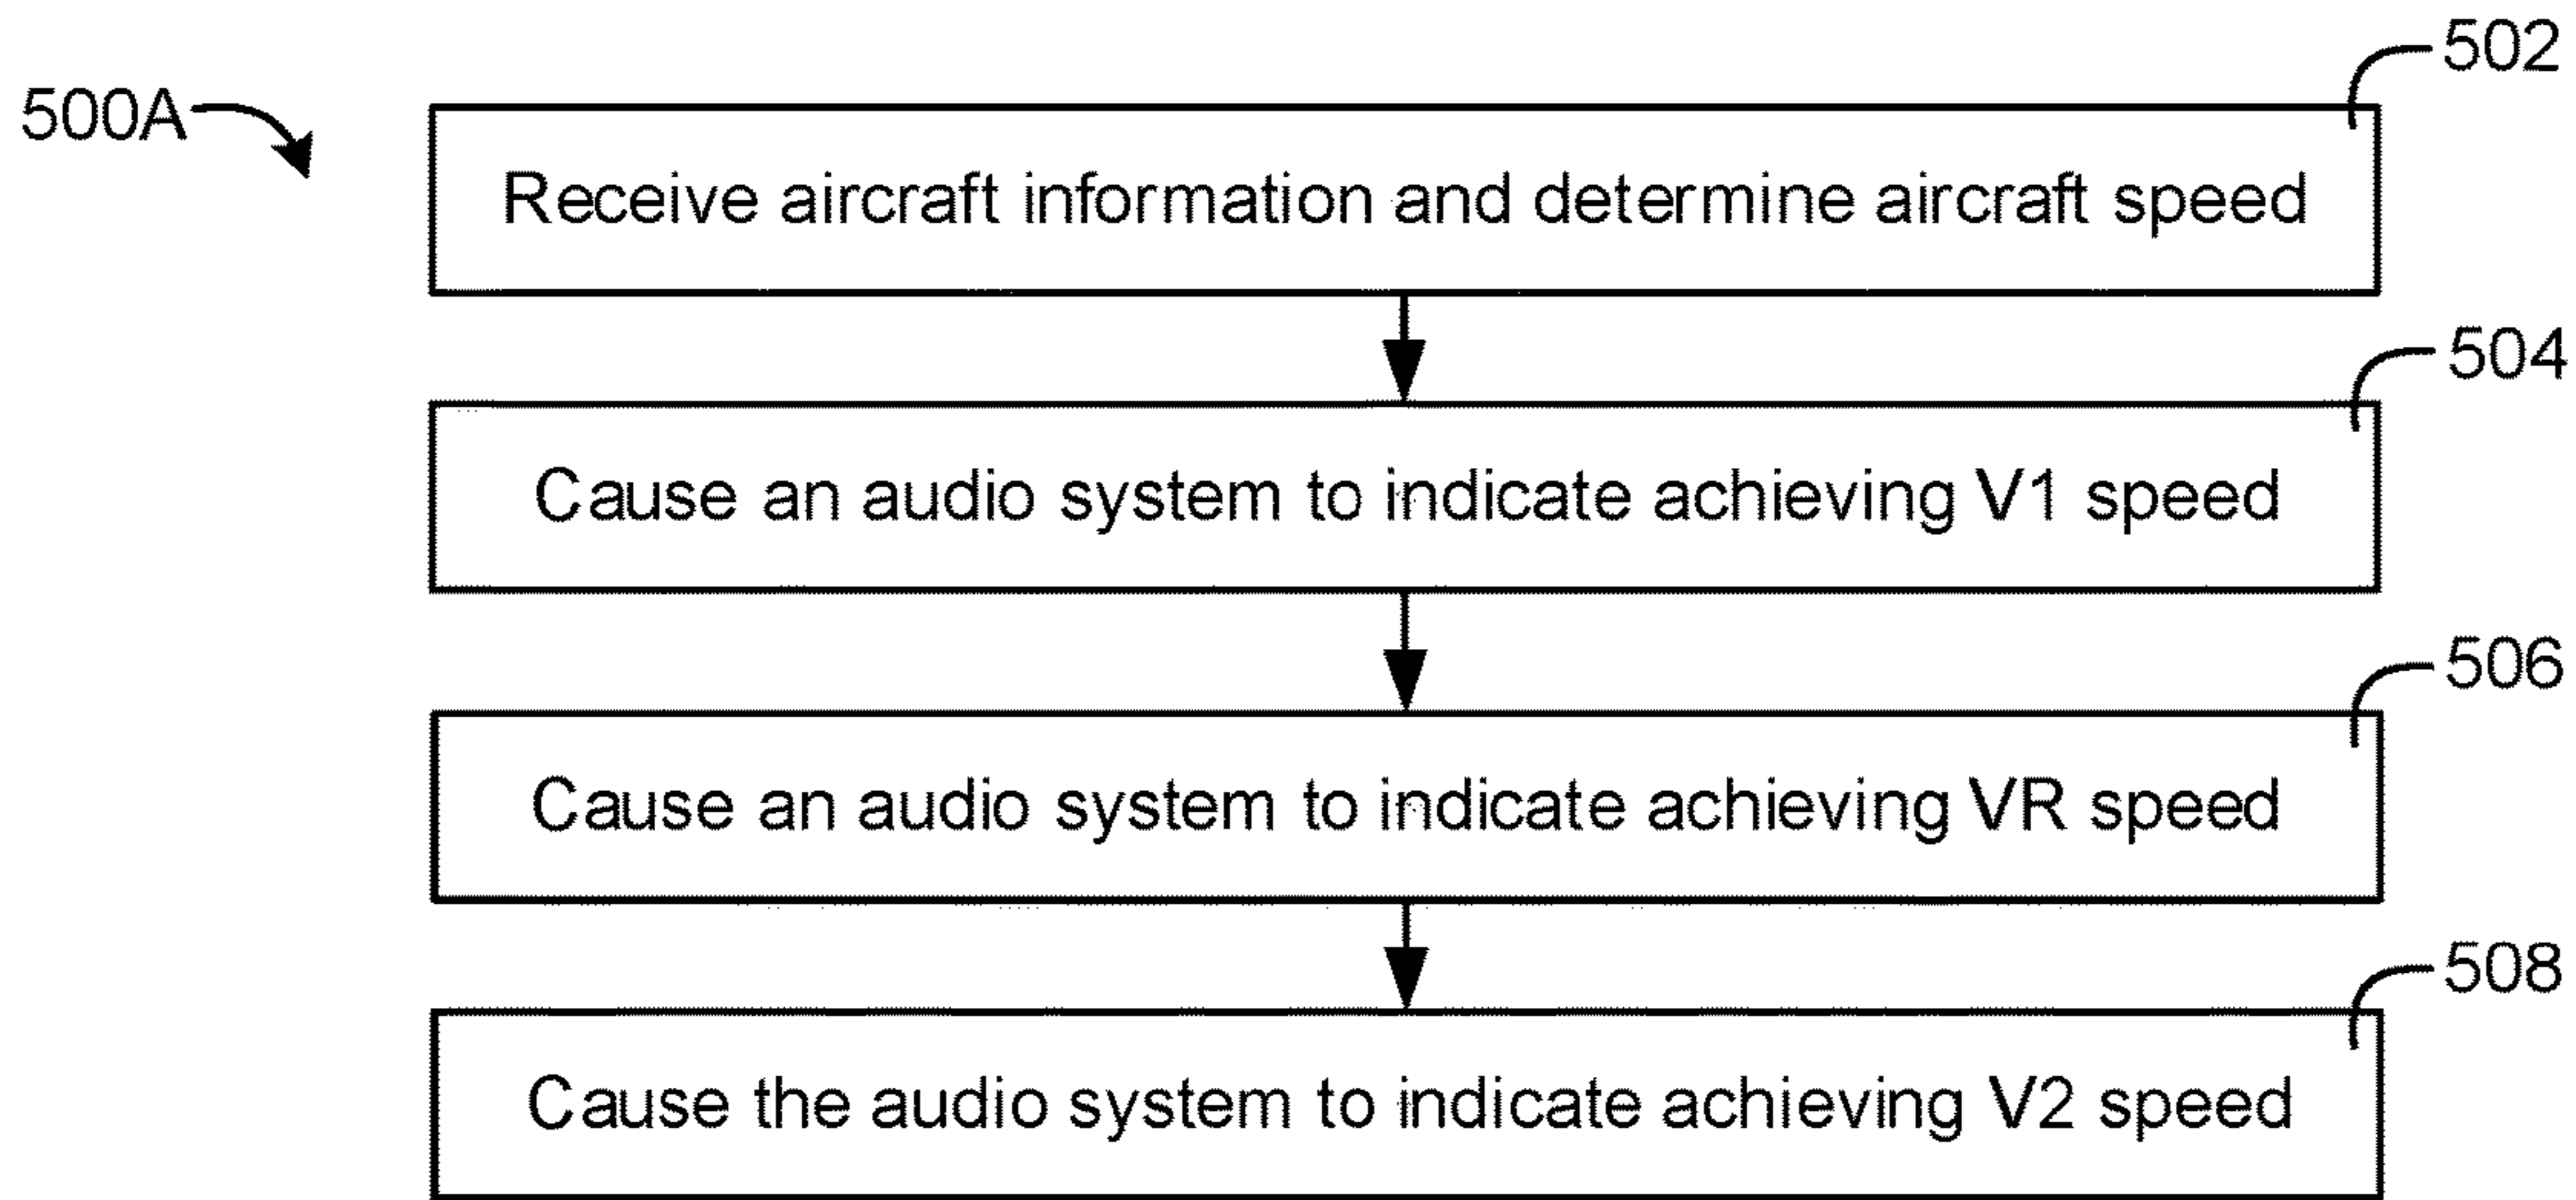 502
500A
Receive aircraft information and determine aircraft speed
504
Cause an audio system to indicate achieving V1 speed
506
Cause an audio system to indicate achieving VR speed
508
Cause the audio system to indicate achieving V2 speed